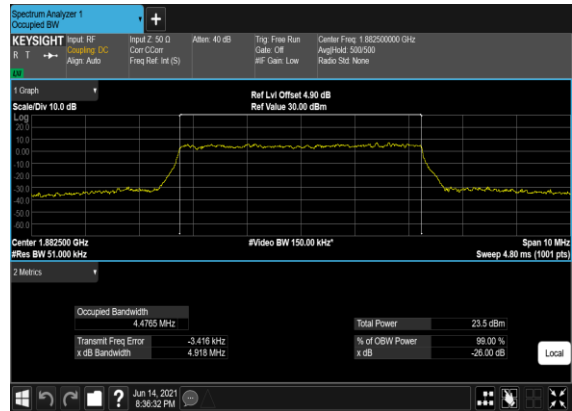 Spectrum Analyzer 1
Occupied BW
+
KEYSIGHT Input: RF Input Z: 50 Ω Atten: 40 dB Trig: Free Run Center Freq: 1.882500000 GHz
R T Coupling: DC Corr CCorr Gate: Off Avg|Hold: 500/500
Align: Auto Freq Ref: Int (S) #IF Gain: Low Radio Std: None
1 Graph
Ref Lvl Offset 4.90 dB
Scale/Div 10.0 dB Ref Value 30.00 dBm
Log
20.0
10.0
0.00
-10.0
-20.0
-30.0
-40.0
-50.0
-60.0
Center 1.882500 GHz #Video BW 150.00 kHz* Span 10 MHz
#Res BW 51.000 kHz Sweep 4.80 ms (1001 pts)
2 Metrics
Occupied Bandwidth
4.4765 MHz Total Power 23.5 dBm
Transmit Freq Error -3.416 kHz % of OBW Power 99.00 %
x dB Bandwidth 4.918 MHz x dB -26.00 dB
Local
? Jun 14, 2021
8:36:32 PM